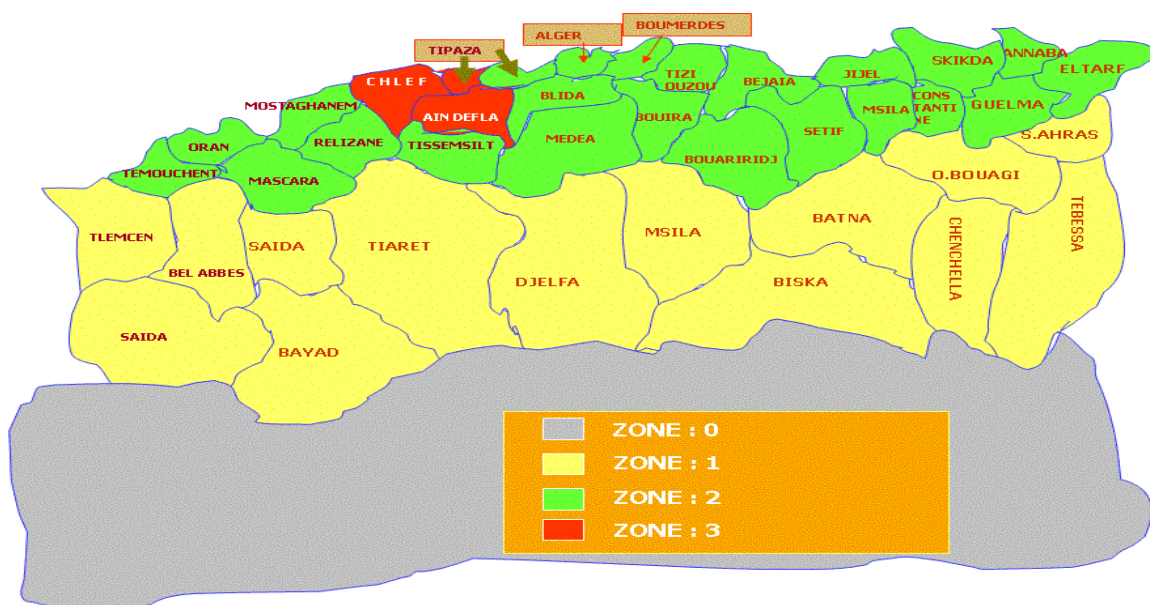 BOUMERDES
ALGER
TIPAZA
CHLEF
TIZI
OUZOU
BEJAIA
JIJEL
SKIKDA
ANNABA
ELTARF
MOSTAGHANEM
AIN DEFLA
BLIDA
BOUIRA
MSILA
CONS
TANTI
NE
GUELMA
S.AHRAS
ORAN
RELIZANE
TISSEMSILT
MEDEA
SETIF
BOUARIRIDJ
TEMOUCHENT
MASCARA
O.BOUAGI
TLEMCEN
BEL ABBES
SAIDA
TIARET
DJELFA
MSILA
BATNA
BISKA
CHENCHELLA
TEBESSA
SAIDA
BAYAD
ZONE : 0
ZONE : 1
ZONE : 2
ZONE : 3